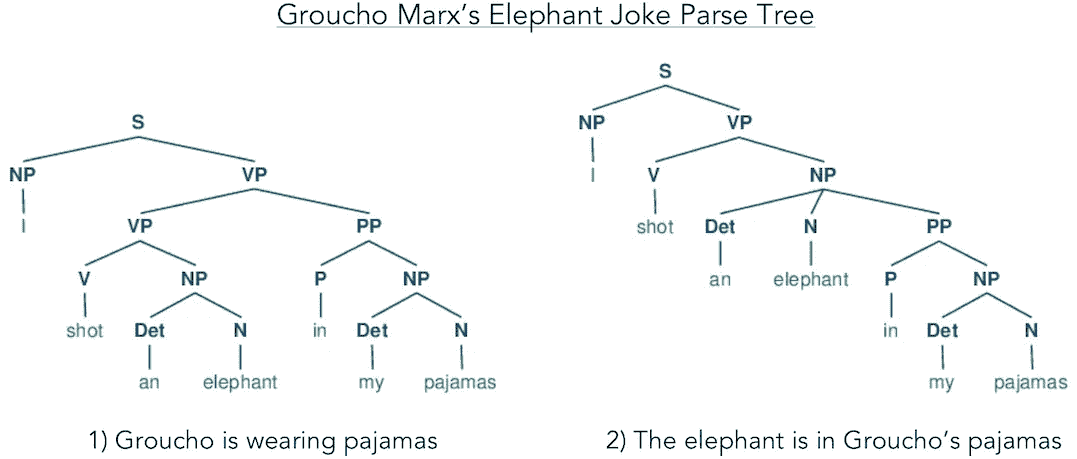 Groucho Marx's Elephant Joke Parse Tree
S
NP VP
I
VP PP
V NP P NP
shot Det N in Det N
an elephant my pajamas
1) Groucho is wearing pajamas
S
NP VP
I V NP
shot Det N PP
an elephant P NP
in Det N
my pajamas
2) The elephant is in Groucho's pajamas